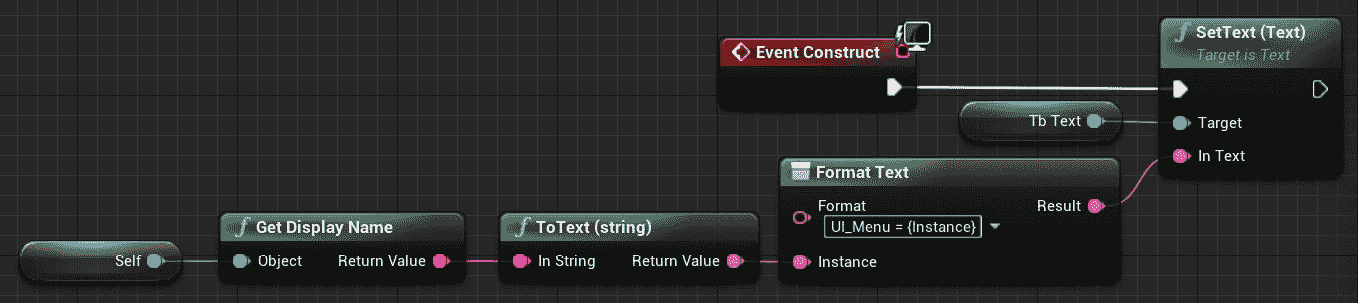 Event Construct
SetText (Text)
Target is Text
Tb Text
Target
In Text
Format Text
Format
UI_Menu = {Instance}
Result
Instance
Self
Get Display Name
Object
Return Value
ToText (string)
In String
Return Value